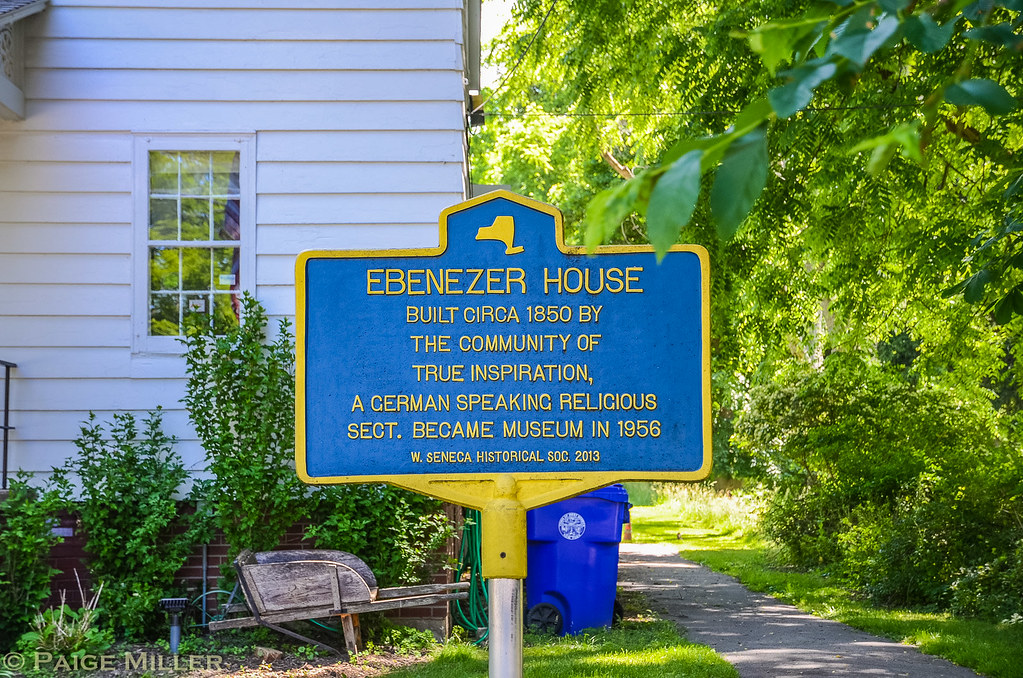 EBENEZER HOUSE
BUILT CIRCA 1850 BY
THE COMMUNITY OF
TRUE INSPIRATION,
A GERMAN SPEAKING RELIGIOUS
SECT. BECAME MUSEUM IN 1956
W. SENECA HISTORICAL SOC. 2013
© PAIGE MILLER